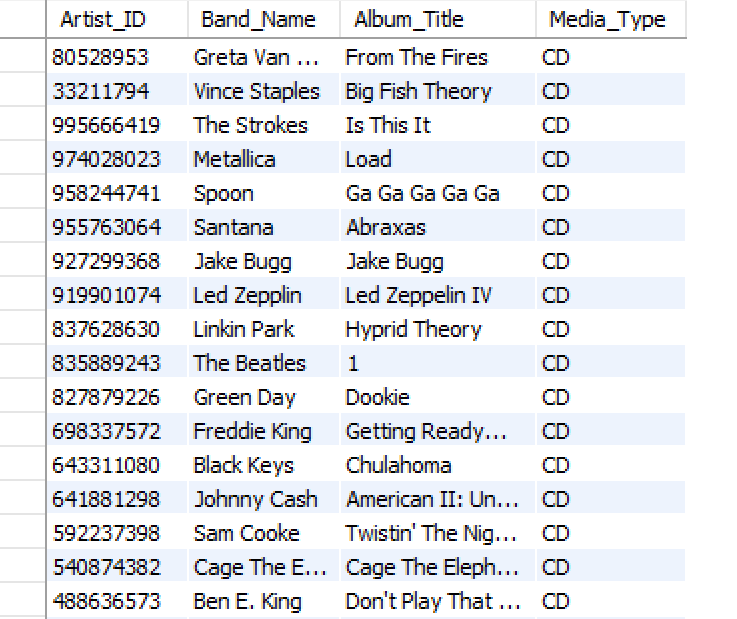 Artist_ID Band_Name Album_Title Media_Type
80528953 Greta Van ... From The Fires CD
33211794 Vince Staples Big Fish Theory CD
995666419 The Strokes Is This It CD
974028023 Metallica Load CD
958244741 Spoon Ga Ga Ga Ga Ga CD
955763064 Santana Abraxas CD
927299368 Jake Bugg Jake Bugg CD
919901074 Led Zepplin Led Zeppelin IV CD
837628630 Linkin Park Hyprid Theory CD
835889243 The Beatles 1 CD
827879226 Green Day Dookie CD
698337572 Freddie King Getting Ready... CD
643311080 Black Keys Chulahoma CD
641881298 Johnny Cash American II: Un... CD
592237398 Sam Cooke Twistin' The Nig... CD
540874382 Cage The E... Cage The Eleph... CD
488636573 Ben E. King Don't Play That ... CD